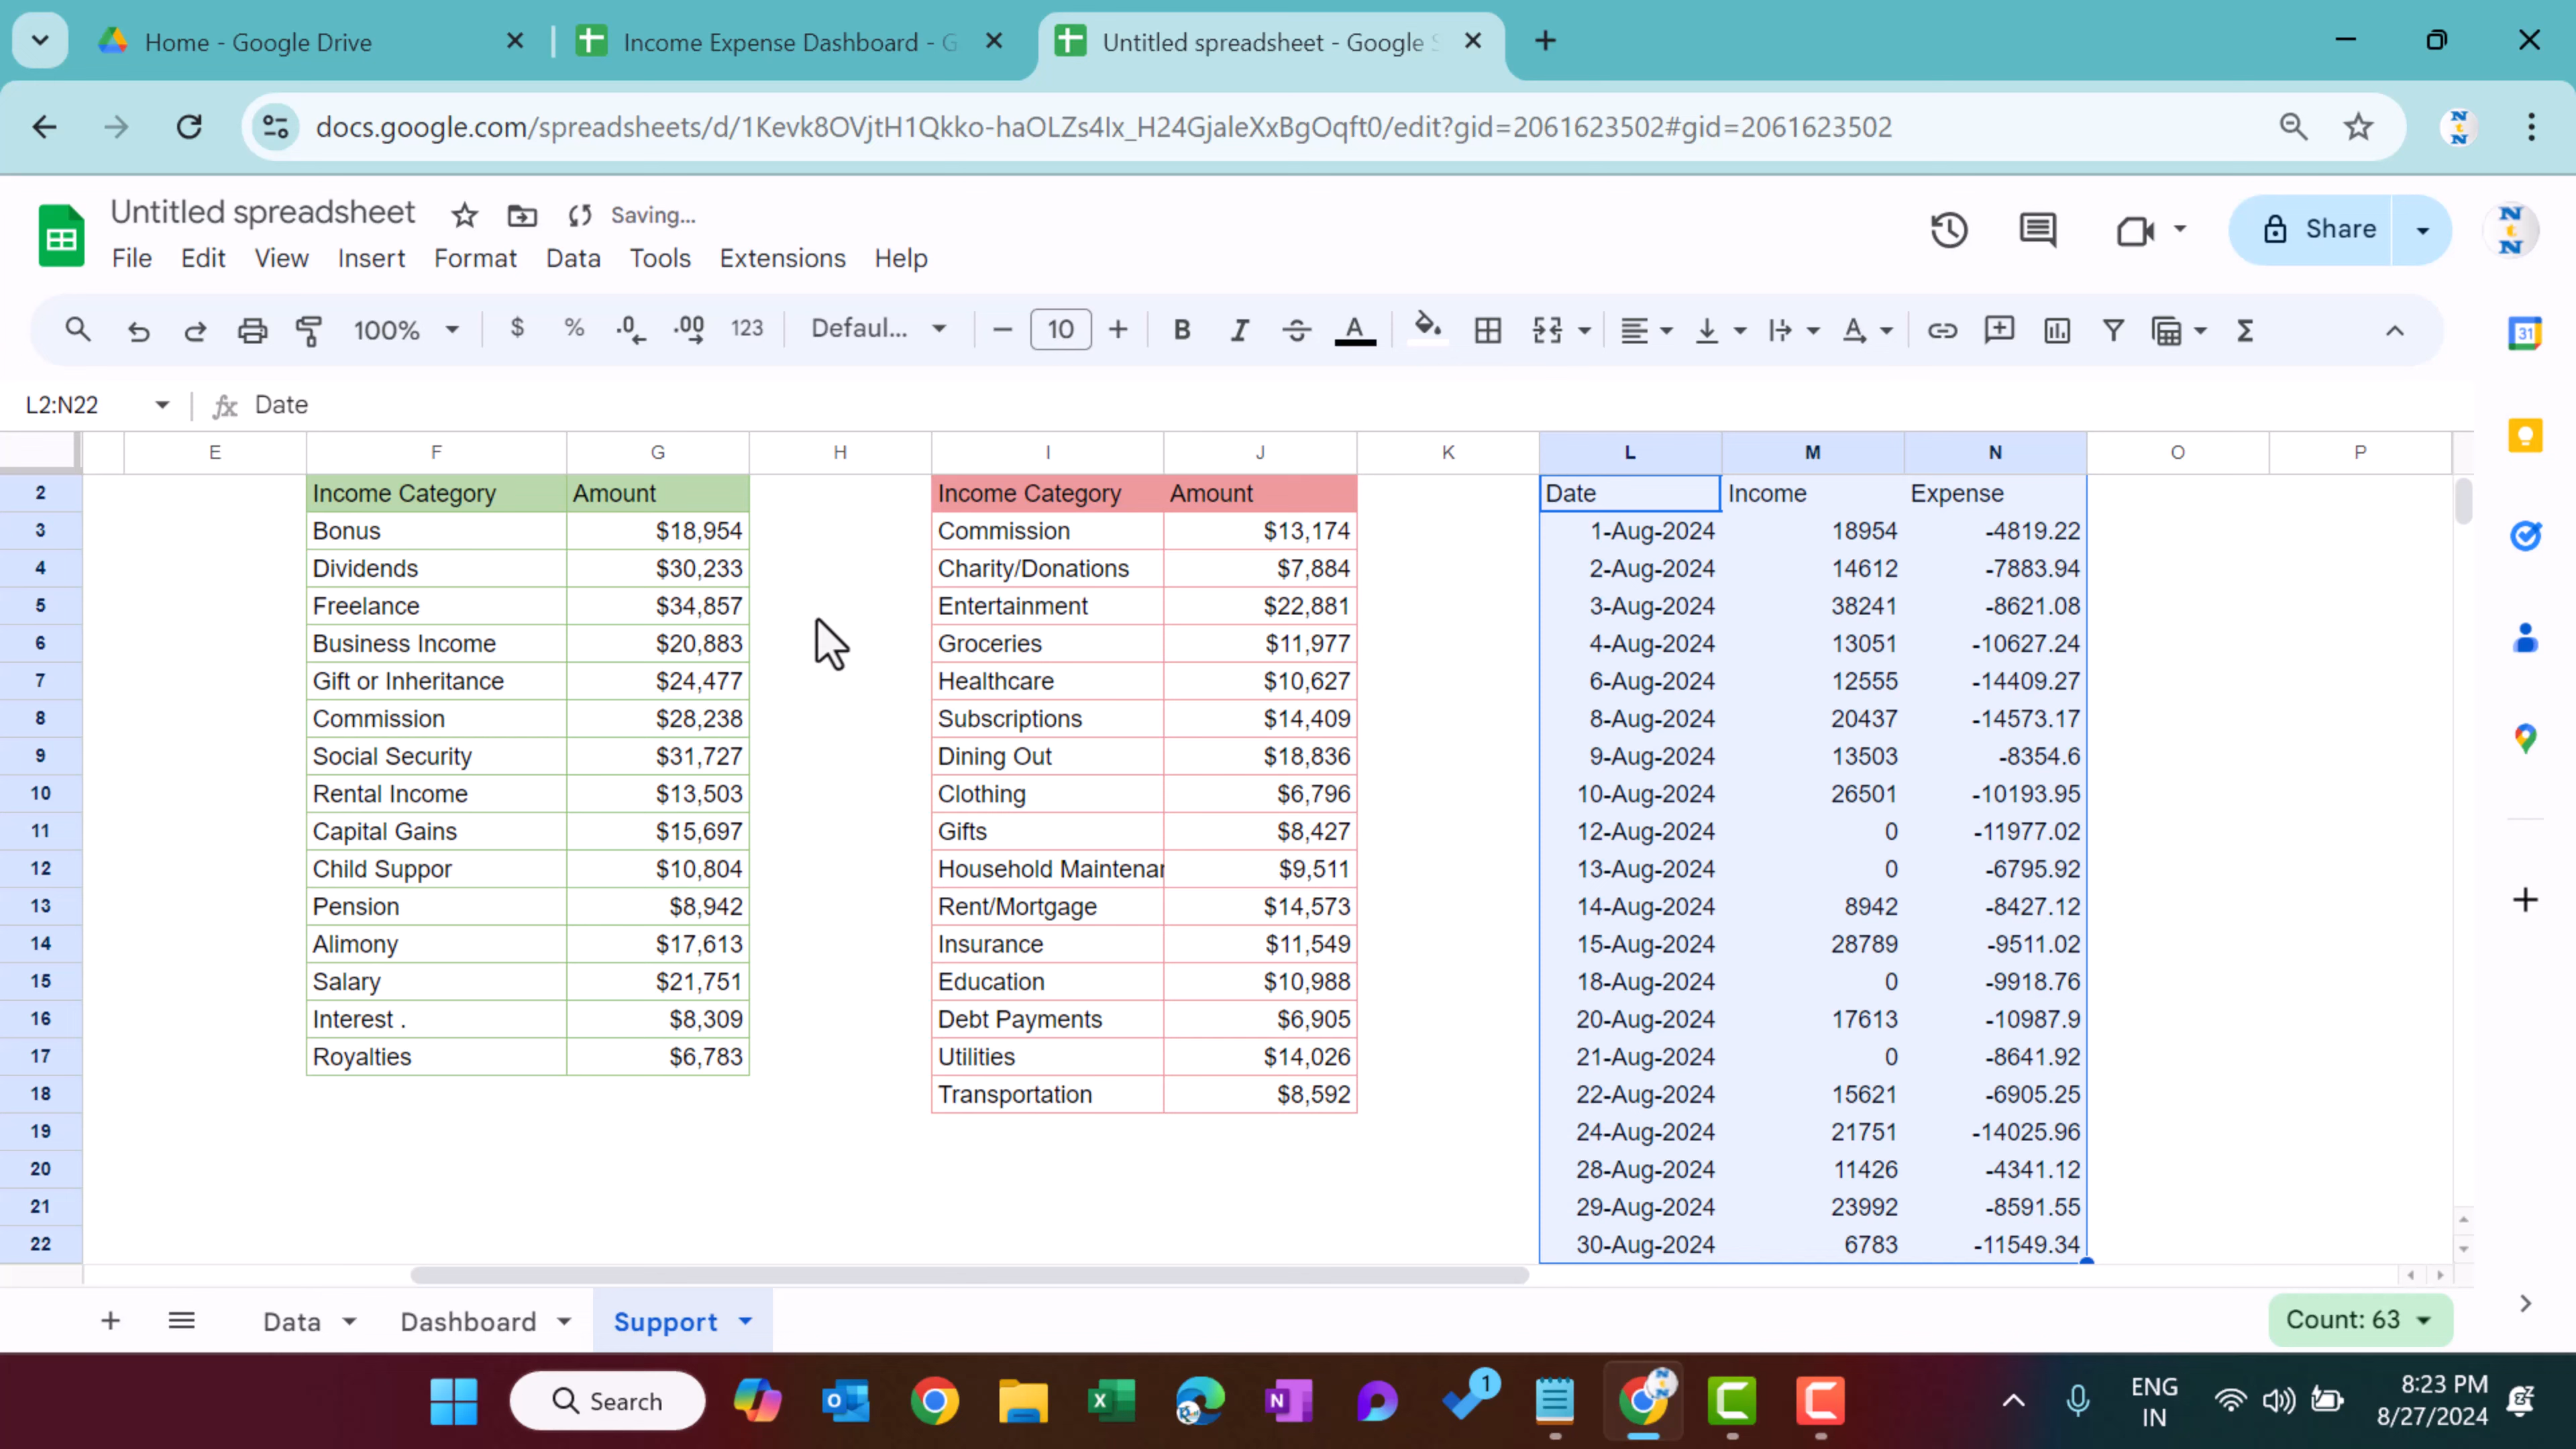 Home - Google Drive
Income Expense Dashboard - G
Untitled spreadsheet - Google S
docs.google.com/spreadsheets/d/1Kevk8OVjtH1Qkko-haOLZs4Ix_H24GjaleXxBgOqft0/edit?gid=2061623502#gid=2061623502
Untitled spreadsheet Saving...
File Edit View Insert Format Data Tools Extensions Help
Share
100% $ % .0 .00 123 Defaul... 10 B I A
L2:N22 fx Date
E F G H I J K L M N O P
2 Income Category Amount Income Category Amount Date Income Expense
3 Bonus $18,954 Commission $13,174 1-Aug-2024 18954 -4819.22
4 Dividends $30,233 Charity/Donations $7,884 2-Aug-2024 14612 -7883.94
5 Freelance $34,857 Entertainment $22,881 3-Aug-2024 38241 -8621.08
6 Business Income $20,883 Groceries $11,977 4-Aug-2024 13051 -10627.24
7 Gift or Inheritance $24,477 Healthcare $10,627 6-Aug-2024 12555 -14409.27
8 Commission $28,238 Subscriptions $14,409 8-Aug-2024 20437 -14573.17
9 Social Security $31,727 Dining Out $18,836 9-Aug-2024 13503 -8354.6
10 Rental Income $13,503 Clothing $6,796 10-Aug-2024 26501 -10193.95
11 Capital Gains $15,697 Gifts $8,427 12-Aug-2024 0 -11977.02
12 Child Suppor $10,804 Household Maintenar $9,511 13-Aug-2024 0 -6795.92
13 Pension $8,942 Rent/Mortgage $14,573 14-Aug-2024 8942 -8427.12
14 Alimony $17,613 Insurance $11,549 15-Aug-2024 28789 -9511.02
15 Salary $21,751 Education $10,988 18-Aug-2024 0 -9918.76
16 Interest . $8,309 Debt Payments $6,905 20-Aug-2024 17613 -10987.9
17 Royalties $6,783 Utilities $14,026 21-Aug-2024 0 -8641.92
18 Transportation $8,592 22-Aug-2024 15621 -6905.25
19 24-Aug-2024 21751 -14025.96
20 28-Aug-2024 11426 -4341.12
21 29-Aug-2024 23992 -8591.55
22 30-Aug-2024 6783 -11549.34
Data Dashboard Support Count: 63
Search
1
ENG
IN
8:23 PM
8/27/2024